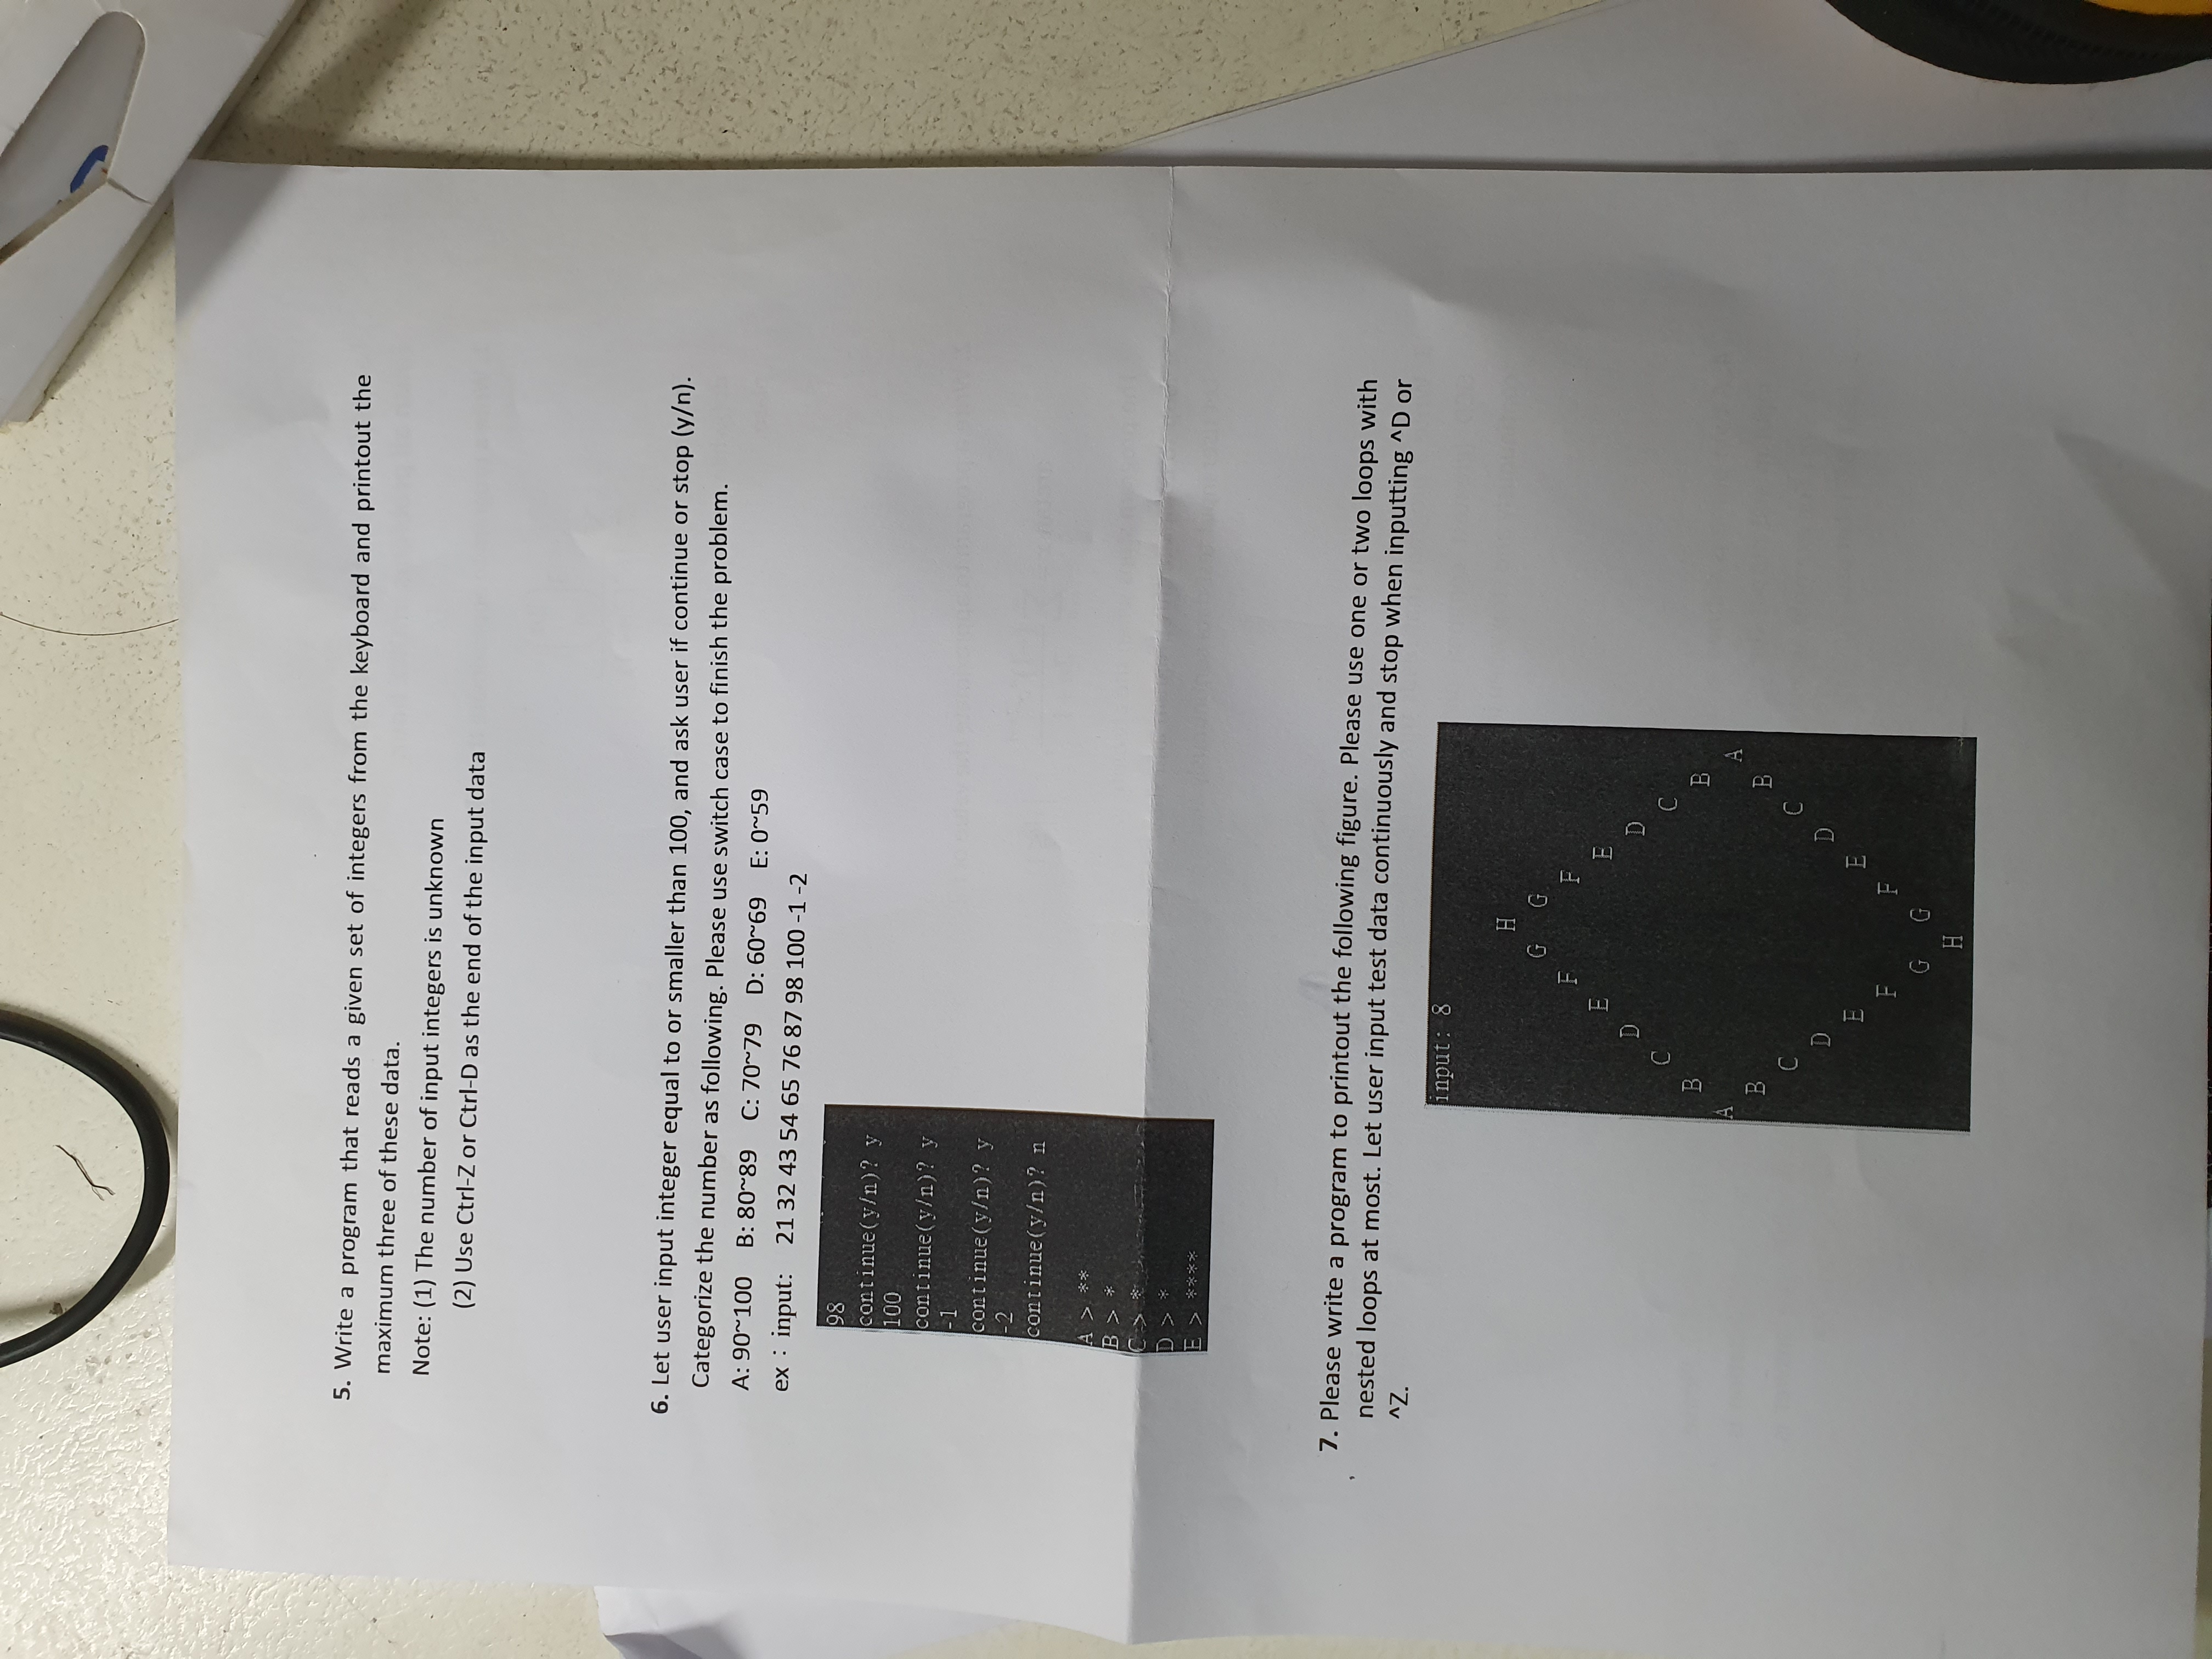 5. Write a program that reads a given set of integers from the keyboard and printout the
maximum three of these data.
Note: (1) The number of input integers is unknown
(2) Use Ctrl-Z or Ctrl-D as the end of the input data
6. Let user input integer equal to or smaller than 100, and ask user if continue or stop (y/n).
Categorize the number as following. Please use switch case to finish the problem.
A: 90~100 B: 80~89 C: 70~79 D: 60~69 E: 0~59
ex : input: 21 32 43 54 65 76 87 98 100 -1 -2
98
continue(y/n)? y
100
continue(y/n)? y
-1
continue(y/n)? y
-2
continue(y/n)? n
A > **
B > *
C > *
D > *
E > ****
7. Please write a program to printout the following figure. Please use one or two loops with
nested loops at most. Let user input test data continuously and stop when inputting ^D or
^Z.
input: 8
H
G G
F F
E E
D D
C C
B B
A A
B B
C C
D D
E E
F F
G G
H